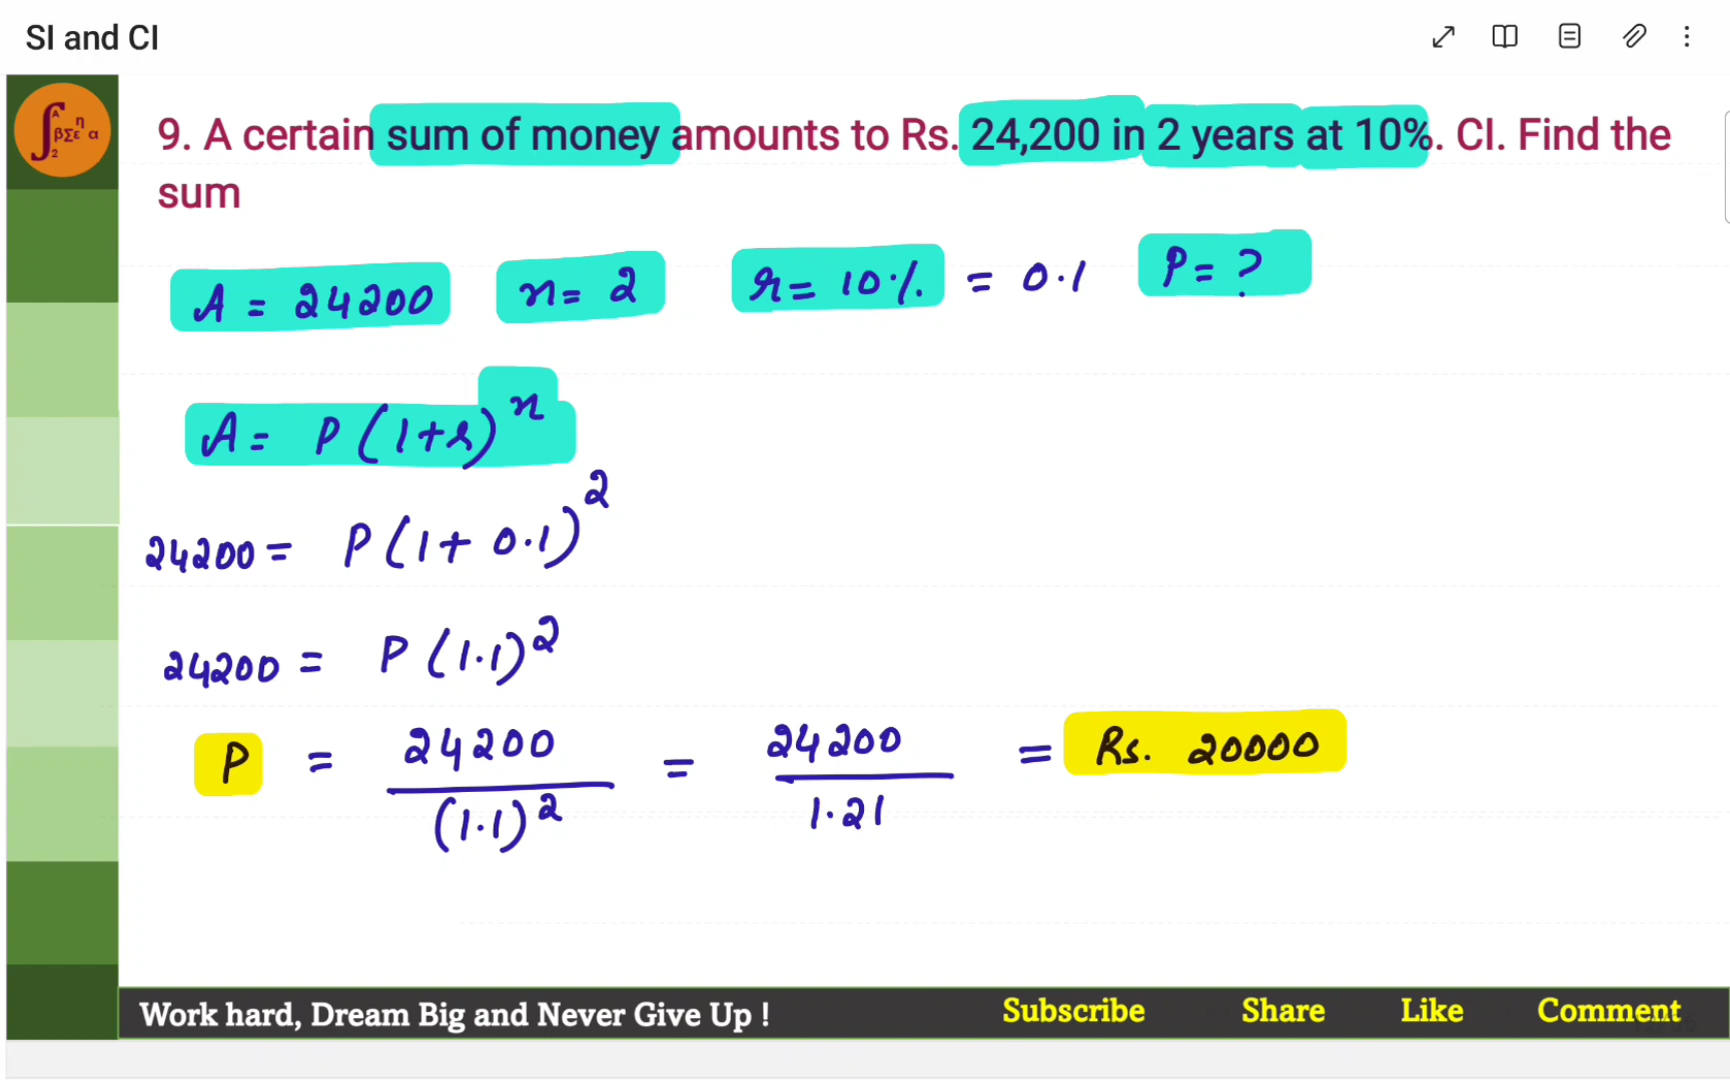 SI and CI
9. A certain sum of money amounts to Rs. 24,200 in 2 years at 10%. CI. Find the
sum
A = 24200 n = 2 r = 10% = 0.1 P = ?
A = P(1+r)^n
24200 = P(1+0.1)^2
24200 = P(1.1)^2
P = 24200/(1.1)^2 = 24200/1.21 = Rs. 20000
Work hard, Dream Big and Never Give Up ! Subscribe Share Like Comment